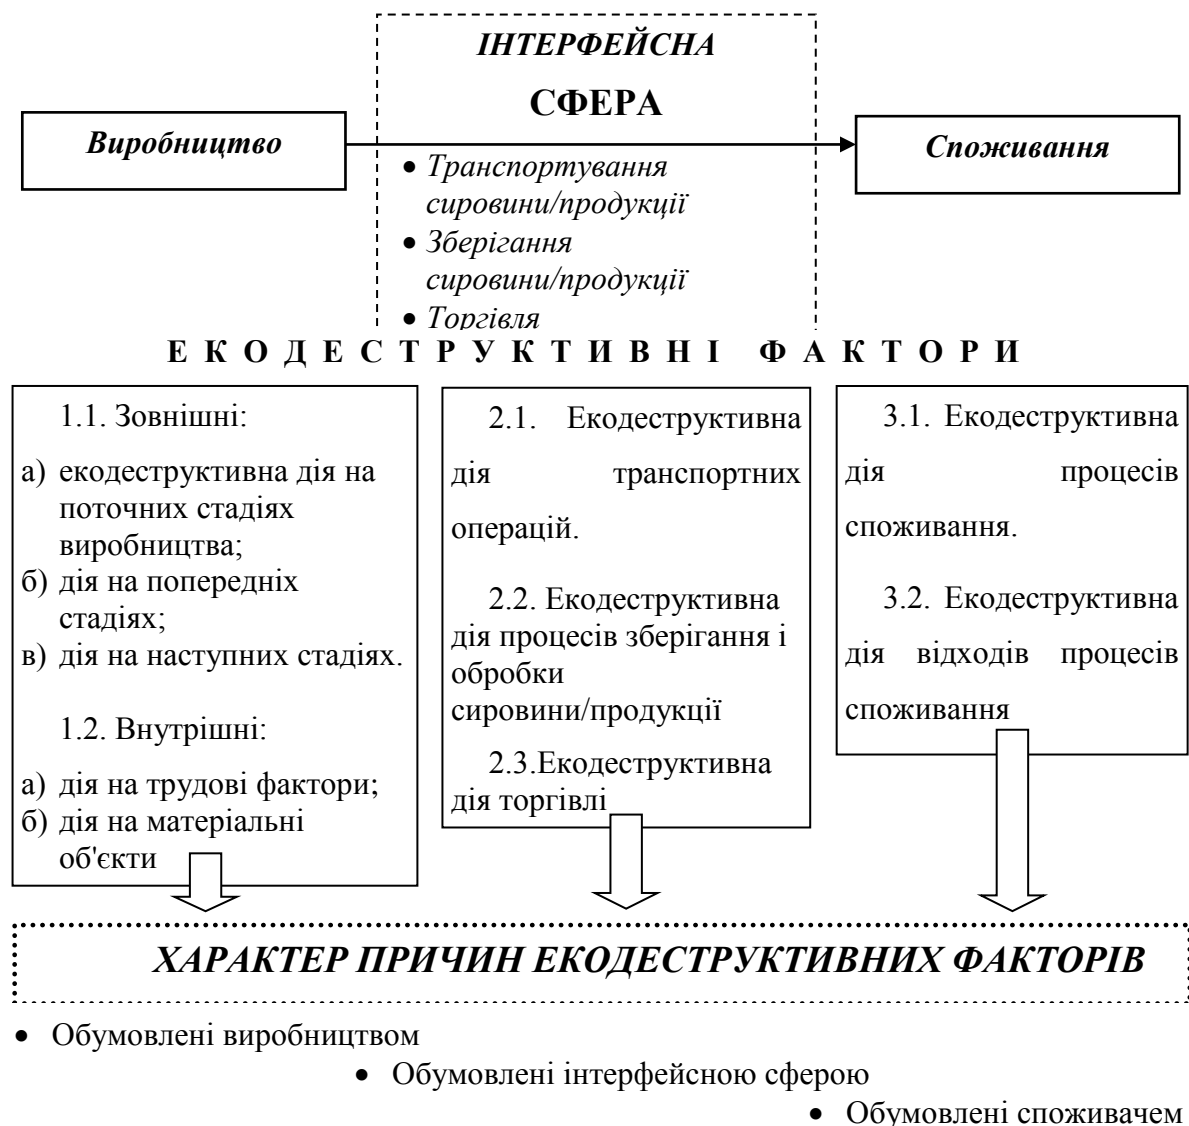 ІНТЕРФЕЙСНА
СФЕРА
Виробництво
Споживання
• Транспортування
сировини/продукції
• Зберігання
сировини/продукції
• Торгівля
Е К О Д Е С Т Р У К Т И В Н І Ф А К Т О Р И
1.1. Зовнішні:
а) екодеструктивна дія на
поточних стадіях
виробництва;
б) дія на попередніх
стадіях;
в) дія на наступних стадіях.
1.2. Внутрішні:
а) дія на трудові фактори;
б) дія на матеріальні
об'єкти
2.1. Екодеструктивна
дія транспортних
операцій.
2.2. Екодеструктивна
дія процесів зберігання і
обробки
сировини/продукції
2.3.Екодеструктивна
дія торгівлі
3.1. Екодеструктивна
дія процесів
споживання.
3.2. Екодеструктивна
дія відходів процесів
споживання
ХАРАКТЕР ПРИЧИН ЕКОДЕСТРУКТИВНИХ ФАКТОРІВ
• Обумовлені виробництвом
• Обумовлені інтерфейсною сферою
• Обумовлені споживачем